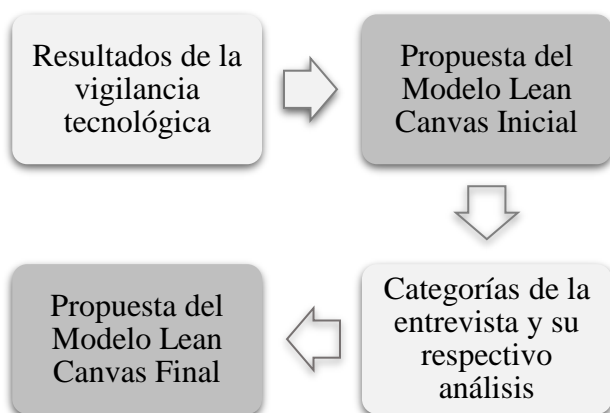 Resultados de la
vigilancia
tecnológica
Propuesta del
Modelo Lean
Canvas Inicial
Categorías de la
entrevista y su
respectivo
análisis
Propuesta del
Modelo Lean
Canvas Final